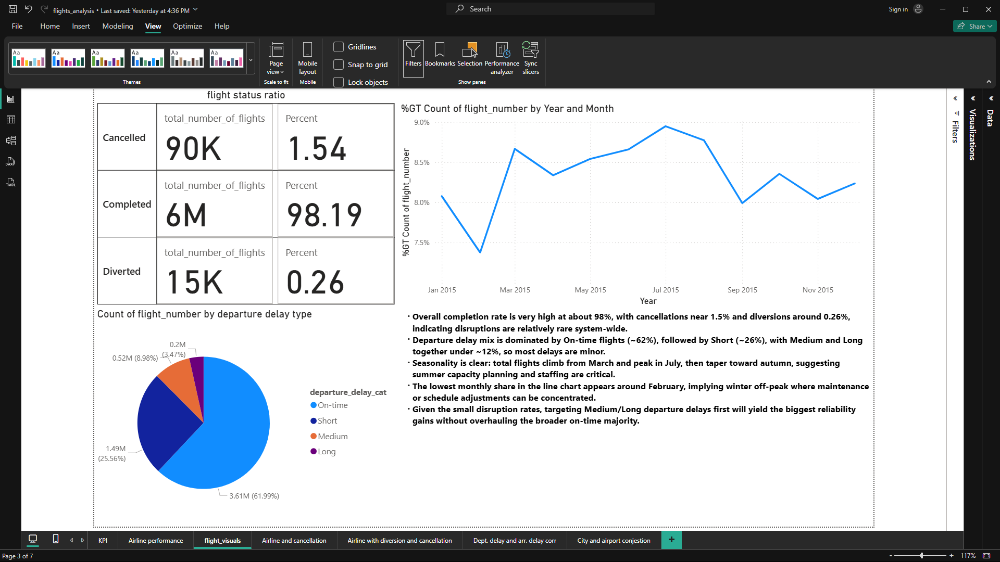 flights_analysis • Last saved: Yesterday at 4:36 PM
Search
Sign in
File
Home
Insert
Modeling
View
Optimize
Help
Share
Aa
Aa
Aa
Aa
Aa
Aa
Themes
Page
view
Scale to fit
Mobile
layout
Mobile
Gridlines
Snap to grid
Lock objects
Filters
Bookmarks
Selection
Performance
analyzer
Sync
slicers
Show panes
DAX
TMDL
flight status ratio
Cancelled
total_number_of_flights
90K
Percent
1.54
Completed
total_number_of_flights
6M
Percent
98.19
Diverted
total_number_of_flights
15K
Percent
0.26
%GT Count of flight_number by Year and Month
%GT Count of flight_number
9.0%
8.5%
8.0%
7.5%
Jan 2015
Mar 2015
May 2015
Jul 2015
Sep 2015
Nov 2015
Year
Count of flight_number by departure delay type
0.2M
(3.47%)
0.52M (8.98%)
1.49M
(25.56%)
3.61M (61.99%)
departure_delay_cat
On-time
Short
Medium
Long
· Overall completion rate is very high at about 98%, with cancellations near 1.5% and diversions around 0.26%,
indicating disruptions are relatively rare system-wide.
· Departure delay mix is dominated by On-time flights (~62%), followed by Short (~26%), with Medium and Long
together under ~12%, so most delays are minor.
· Seasonality is clear: total flights climb from March and peak in July, then taper toward autumn, suggesting
summer capacity planning and staffing are critical.
· The lowest monthly share in the line chart appears around February, implying winter off-peak where maintenance
or schedule adjustments can be concentrated.
· Given the small disruption rates, targeting Medium/Long departure delays first will yield the biggest reliability
gains without overhauling the broader on-time majority.
Filters
Visualizations
Data
KPI
Airline performance
flight_visuals
Airline and cancellation
Airline with diversion and cancellation
Dept. delay and arr. delay corr
City and airport conjestion
+
Page 3 of 7
- +
117%